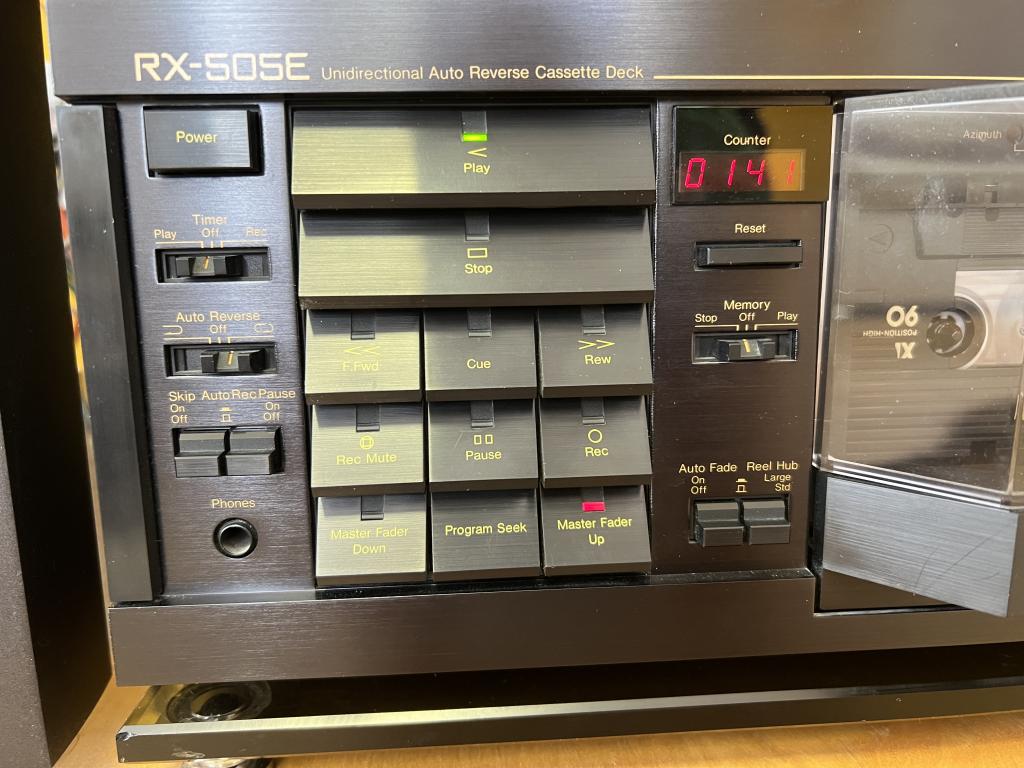 RX-505E Unidirectional Auto Reverse Cassette Deck
Power
Timer
Play Off Rec
Auto Reverse
Off
Skip Auto Rec Pause
On On
Off Off
Phones
<
Play
Stop
<<
F.Fwd
Cue
>>
Rew
Rec Mute
Pause
Rec
Master Fader
Down
Program Seek
Master Fader
Up
Counter
0141
Reset
Memory
Stop Off Play
Auto Fade Reel Hub
On Large
Off Std
Azimuth
90
POSITION·HIGH
XI